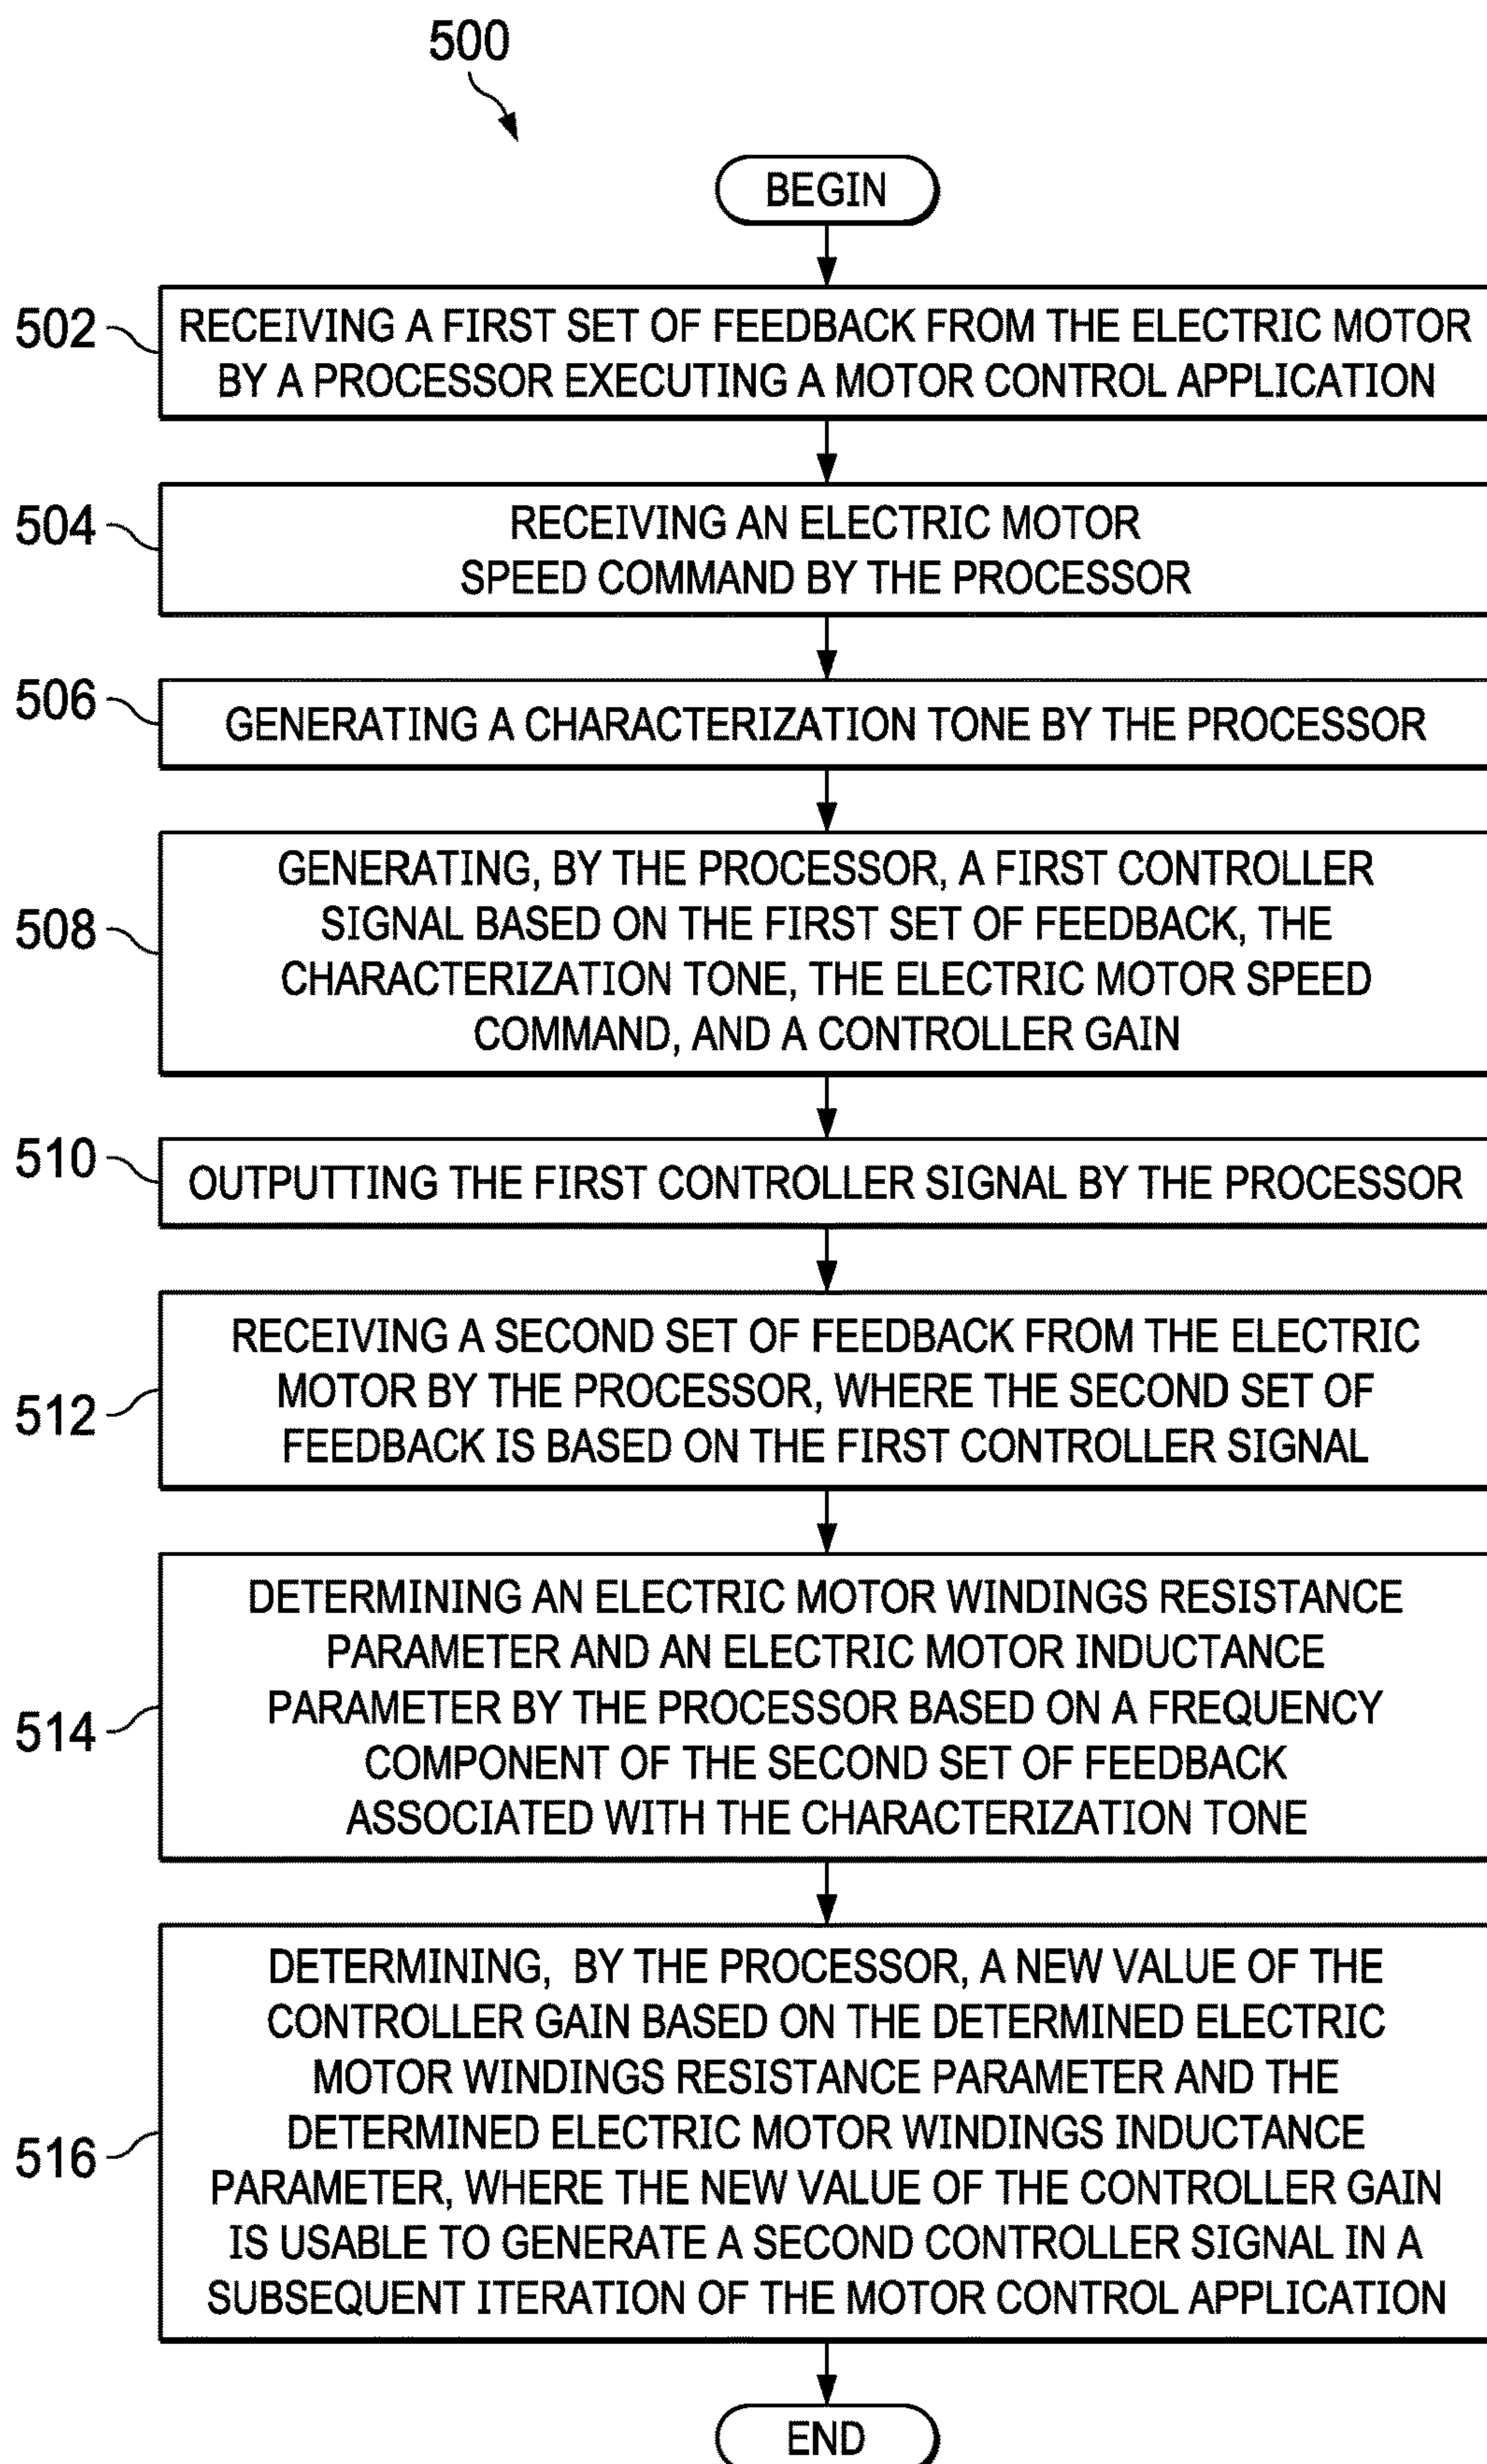 500
BEGIN
502
RECEIVING A FIRST SET OF FEEDBACK FROM THE ELECTRIC MOTOR
BY A PROCESSOR EXECUTING A MOTOR CONTROL APPLICATION
504
RECEIVING AN ELECTRIC MOTOR
SPEED COMMAND BY THE PROCESSOR
506
GENERATING A CHARACTERIZATION TONE BY THE PROCESSOR
508
GENERATING, BY THE PROCESSOR, A FIRST CONTROLLER
SIGNAL BASED ON THE FIRST SET OF FEEDBACK, THE
CHARACTERIZATION TONE, THE ELECTRIC MOTOR SPEED
COMMAND, AND A CONTROLLER GAIN
510
OUTPUTTING THE FIRST CONTROLLER SIGNAL BY THE PROCESSOR
512
RECEIVING A SECOND SET OF FEEDBACK FROM THE ELECTRIC
MOTOR BY THE PROCESSOR, WHERE THE SECOND SET OF
FEEDBACK IS BASED ON THE FIRST CONTROLLER SIGNAL
514
DETERMINING AN ELECTRIC MOTOR WINDINGS RESISTANCE
PARAMETER AND AN ELECTRIC MOTOR INDUCTANCE
PARAMETER BY THE PROCESSOR BASED ON A FREQUENCY
COMPONENT OF THE SECOND SET OF FEEDBACK
ASSOCIATED WITH THE CHARACTERIZATION TONE
516
DETERMINING, BY THE PROCESSOR, A NEW VALUE OF THE
CONTROLLER GAIN BASED ON THE DETERMINED ELECTRIC
MOTOR WINDINGS RESISTANCE PARAMETER AND THE
DETERMINED ELECTRIC MOTOR WINDINGS INDUCTANCE
PARAMETER, WHERE THE NEW VALUE OF THE CONTROLLER GAIN
IS USABLE TO GENERATE A SECOND CONTROLLER SIGNAL IN A
SUBSEQUENT ITERATION OF THE MOTOR CONTROL APPLICATION
END